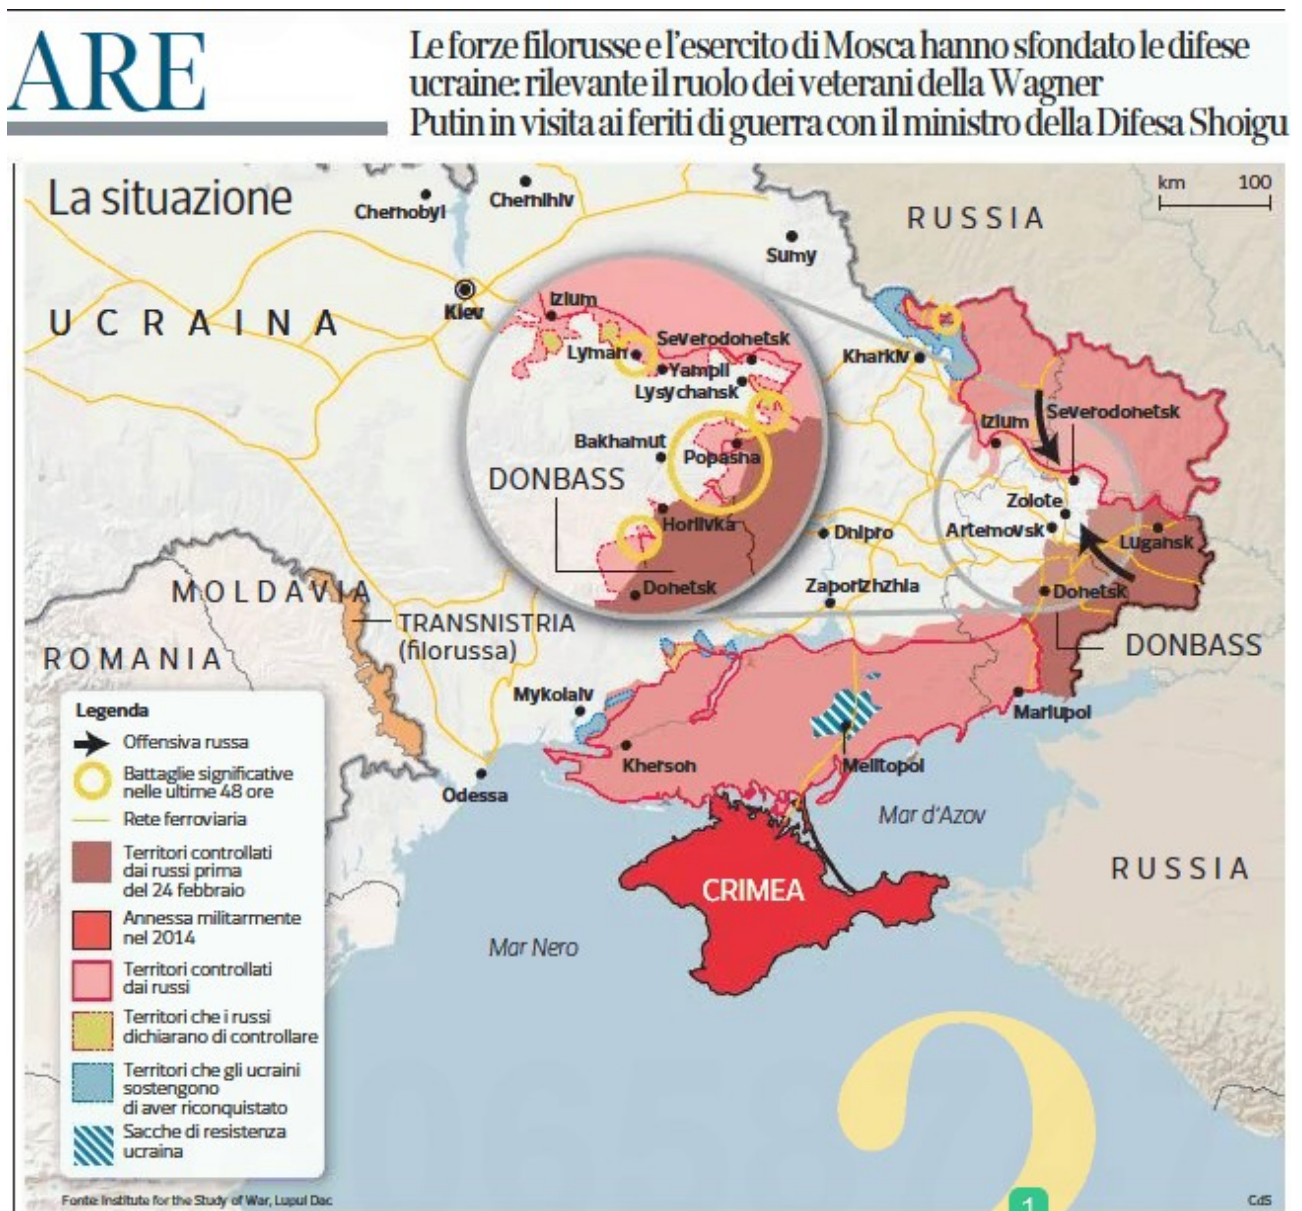 ARE
Le forze filorusse e l'esercito di Mosca hanno sfondato le difese
ucraine: rilevante il ruolo dei veterani della Wagner
Putin in visita ai feriti di guerra con il ministro della Difesa Shoigu
La situazione
km 100
Chernobyl
Chernihiv
RUSSIA
Sumy
UCRAINA
Kiev
Kharkiv
Izium
Severodonetsk
Lyman
Yampil
Lysychansk
Bakhamut
Popasna
DONBASS
Horlivka
Donetsk
Izium
Severodonetsk
Zolote
Artemovsk
Lugansk
Dnipro
Zaporizhzhia
Donetsk
DONBASS
MOLDAVIA
TRANSNISTRIA
(filorussa)
ROMANIA
Mykolaiv
Mariupol
Kherson
Melitopol
Odessa
Mar d'Azov
CRIMEA
RUSSIA
Mar Nero
Legenda
Offensiva russa
Battaglie significative
nelle ultime 48 ore
Rete ferroviaria
Territori controllati
dai russi prima
del 24 febbraio
Annessa militarmente
nel 2014
Territori controllati
dai russi
Territori che i russi
dichiarano di controllare
Territori che gli ucraini
sostengono
di aver riconquistato
Sacche di resistenza
ucraina
Fonte: Institute for the Study of War, Lupul Dac
CdS
2
1